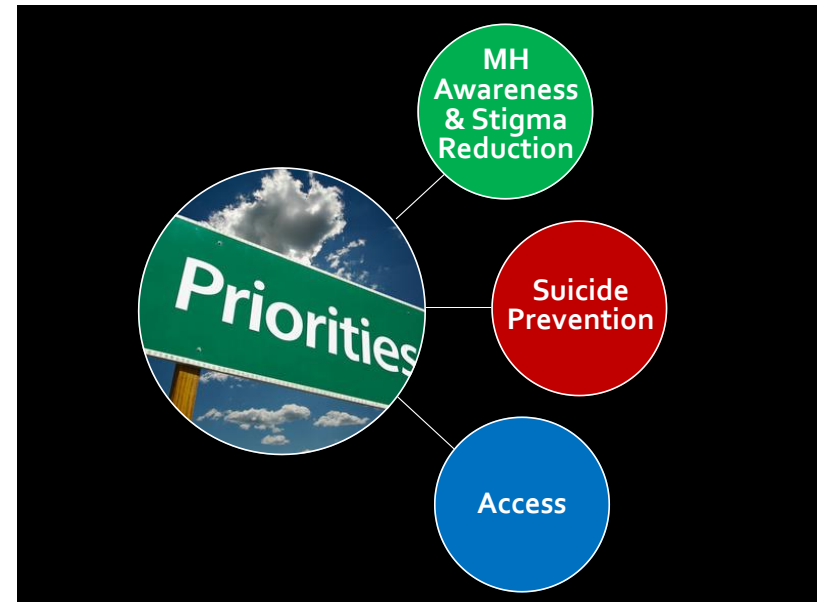 Priorities
MH
Awareness
& Stigma
Reduction
Suicide
Prevention
Access